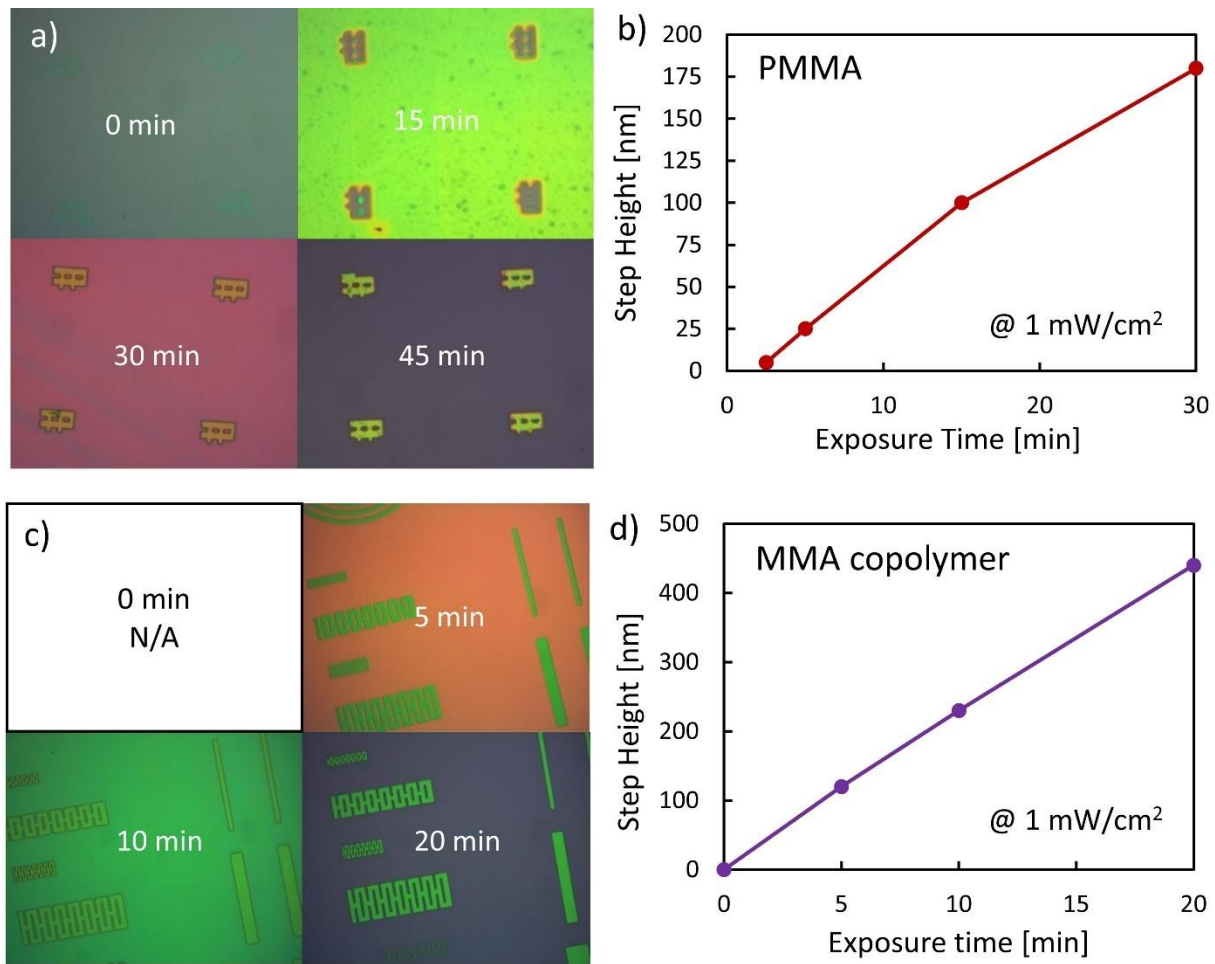 a)
0 min
15 min
30 min
45 min
b)
PMMA
@ 1 mW/cm²
Step Height [nm]
200
175
150
125
100
75
50
25
0
0
10
20
30
Exposure Time [min]
c)
0 min
N/A
5 min
10 min
20 min
d)
MMA copolymer
@ 1 mW/cm²
Step Height [nm]
500
400
300
200
100
0
0
5
10
15
20
Exposure time [min]